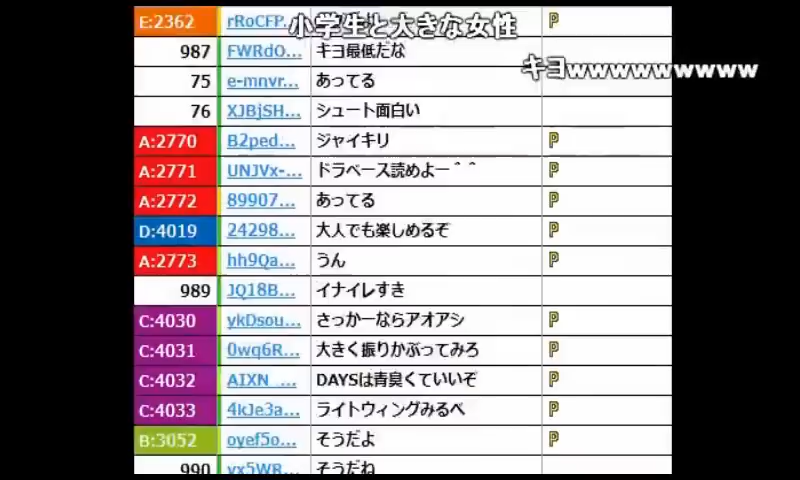 小学生と大きな女性
キヨwwwwwwwww
E:2362 rRoCFP... P
987 FWRdO... キヨ最低だな
75 e-mnvr... あってる
76 XJBjSH... シュート面白い
A:2770 B2ped... ジャイキリ P
A:2771 UNJVx-... ドラベース読めよー＾＾ P
A:2772 89907... あってる P
D:4019 24298... 大人でも楽しめるぞ P
A:2773 hh9Qa... うん P
989 JQ18B... イナイレすき
C:4030 ykDsou... さっかーならアオアシ P
C:4031 0wq6R... 大きく振りかぶってみろ P
C:4032 AIXN_... DAYSは青臭くていいぞ P
C:4033 4kJe3a... ライトウィングみるべ P
B:3052 oyef5o... そうだよ P
990 vx5WR... そうだね